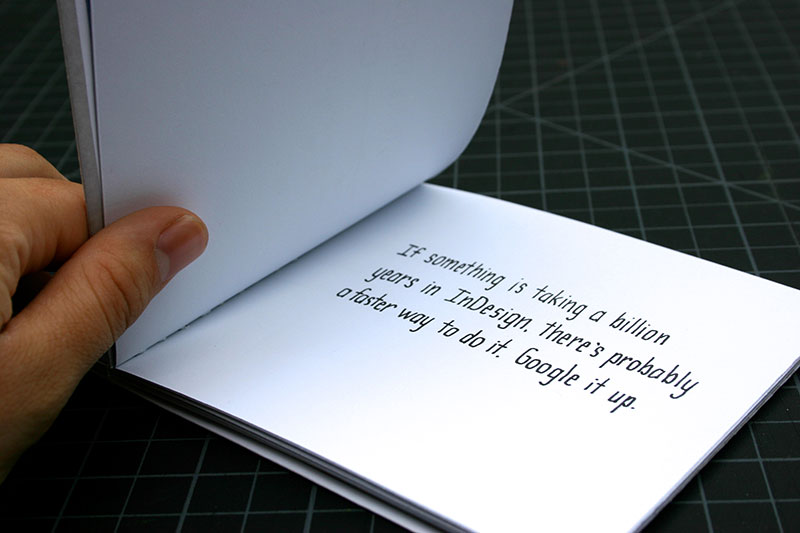 If something is taking a billion
years in InDesign, there's probably
a faster way to do it. Google it up.